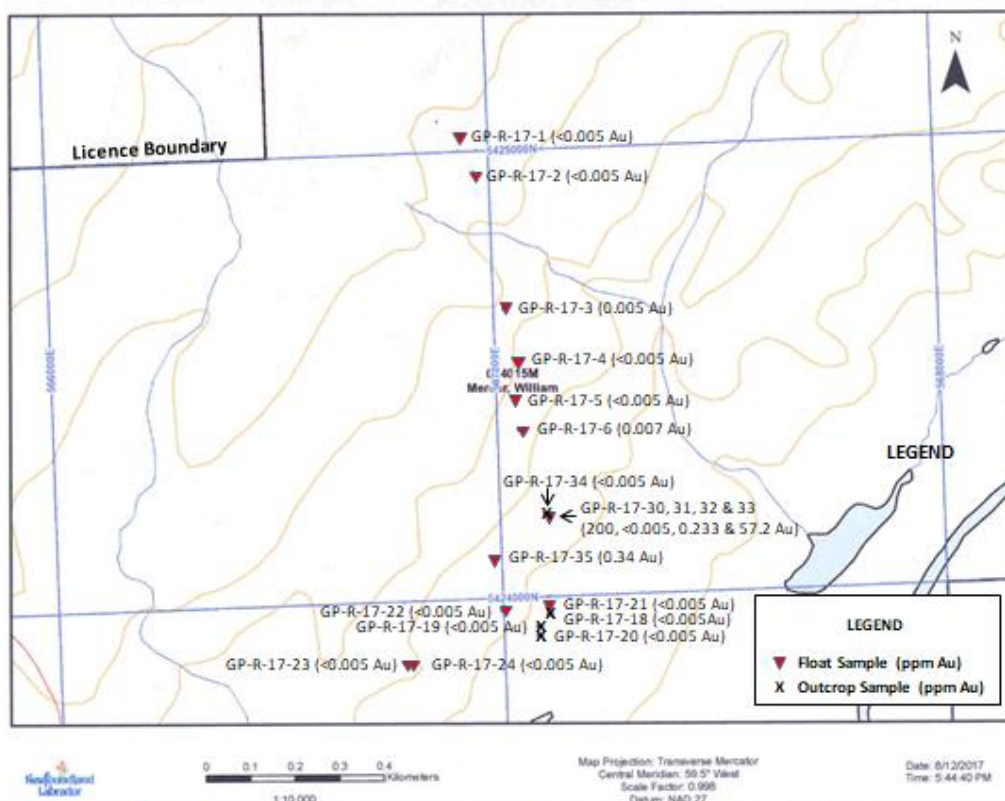 N
GP-R-17-1 (<0.005 Au)
Licence Boundary
5425000N
GP-R-17-2 (<0.005 Au)
GP-R-17-3 (0.005 Au)
566000E
568000E
GP-R-17-4 (<0.005 Au)
William
GP-R-17-5 (<0.005 Au)
GP-R-17-6 (0.007 Au)
LEGEND
GP-R-17-34 (<0.005 Au)
GP-R-17-30, 31, 32 & 33
(200, <0.005, 0.233 & 57.2 Au)
GP-R-17-35 (0.34 Au)
5424000N
GP-R-17-22 (<0.005 Au)
GP-R-17-21 (<0.005 Au)
GP-R-17-18 (<0.005Au)
GP-R-17-19 (<0.005 Au)
GP-R-17-20 (<0.005 Au)
GP-R-17-23 (<0.005 Au)
GP-R-17-24 (<0.005 Au)
LEGEND
Float Sample (ppm Au)
X Outcrop Sample (ppm Au)
Newfoundland
Labrador
0 0.1 0.2 0.3 0.4
Kilometers
1:10,000
Map Projection: Transverse Mercator
Central Meridian: 59.5° West
Scale Factor: 0.998
Datum: NAD 27
Date: 6/12/2017
Time: 5:44:40 PM